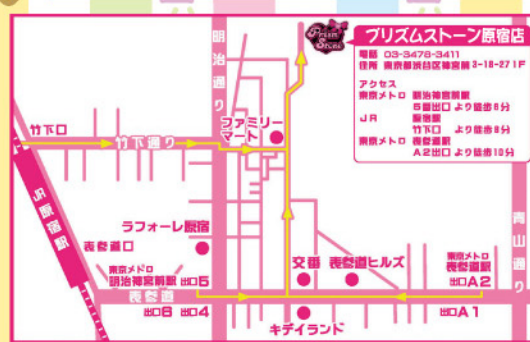 Prism Stone
プリズムストーン原宿店
電話 03-3478-3411
住所 東京都渋谷区神宮前3-18-27 1F
アクセス
東京メトロ 明治神宮前駅
5番出口 より徒歩6分
JR 原宿駅
竹下口 より徒歩8分
東京メトロ 表参道駅
A2出口 より徒歩10分
明治通り
竹下口
竹下通り
ファミリー
マート
JR原宿駅
ラフォーレ原宿
表参道口
青山通り
東京メトロ
明治神宮前駅 出口5
交番
表参道ヒルズ
東京メトロ
表参道駅
出口A2
表参道
出口6 出口4
キデイランド
出口A1